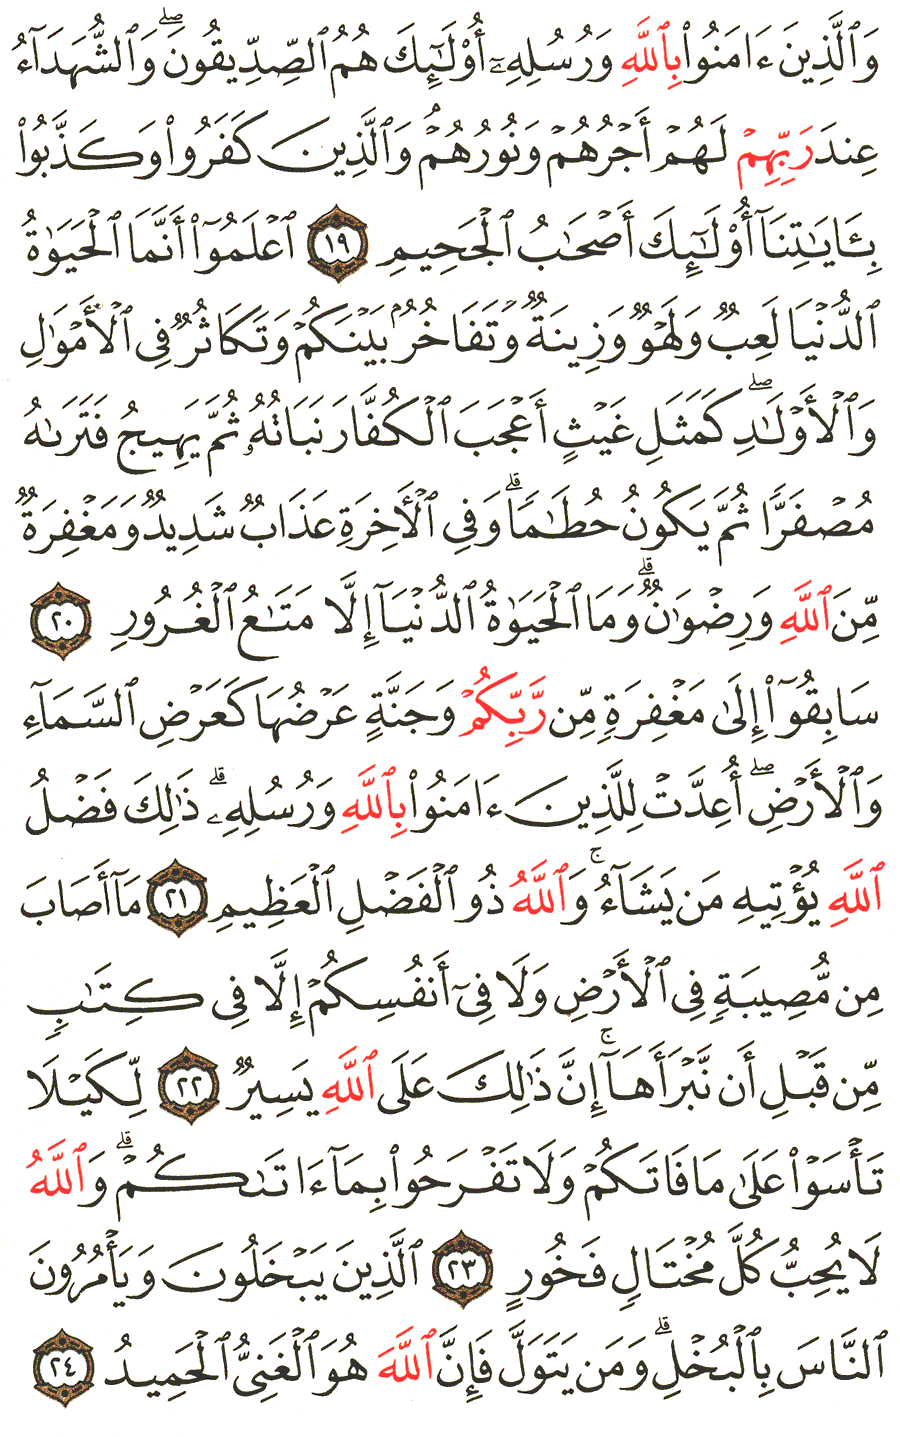 وَٱلَّذِينَ ءَامَنُوا۟ بِٱللَّهِ وَرُسُلِهِۦٓ أُو۟لَٰٓئِكَ هُمُ ٱلصِّدِّيقُونَ ۖ وَٱلشُّهَدَآءُ
عِندَ رَبِّهِمْ لَهُمْ أَجْرُهُمْ وَنُورُهُمْ ۖ وَٱلَّذِينَ كَفَرُوا۟ وَكَذَّبُوا۟
بِـَٔايَٰتِنَآ أُو۟لَٰٓئِكَ أَصْحَٰبُ ٱلْجَحِيمِ ١٩ ٱعْلَمُوٓا۟ أَنَّمَا ٱلْحَيَوٰةُ
ٱلدُّنْيَا لَعِبٌ وَلَهْوٌ وَزِينَةٌ وَتَفَاخُرٌۢ بَيْنَكُمْ وَتَكَاثُرٌ فِى ٱلْأَمْوَٰلِ
وَٱلْأَوْلَٰدِ ۖ كَمَثَلِ غَيْثٍ أَعْجَبَ ٱلْكُفَّارَ نَبَاتُهُۥ ثُمَّ يَهِيجُ فَتَرَىٰهُ
مُصْفَرًّا ثُمَّ يَكُونُ حُطَٰمًا ۗ وَفِى ٱلْأَخِرَةِ عَذَابٌ شَدِيدٌ وَمَغْفِرَةٌ
مِّنَ ٱللَّهِ وَرِضْوَٰنٌ ۗ وَمَا ٱلْحَيَوٰةُ ٱلدُّنْيَآ إِلَّا مَتَٰعُ ٱلْغُرُورِ ٢٠
سَابِقُوٓا۟ إِلَىٰ مَغْفِرَةٍ مِّن رَّبِّكُمْ وَجَنَّةٍ عَرْضُهَا كَعَرْضِ ٱلسَّمَآءِ
وَٱلْأَرْضِ ۖ أُعِدَّتْ لِلَّذِينَ ءَامَنُوا۟ بِٱللَّهِ وَرُسُلِهِۦ ۗ ذَٰلِكَ فَضْلُ
ٱللَّهِ يُؤْتِيهِ مَن يَشَآءُ ۚ وَٱللَّهُ ذُو ٱلْفَضْلِ ٱلْعَظِيمِ ٢١ مَآ أَصَابَ
مِن مُّصِيبَةٍ فِى ٱلْأَرْضِ وَلَا فِىٓ أَنفُسِكُمْ إِلَّا فِى كِتَٰبٍ
مِّن قَبْلِ أَن نَّبْرَأَهَآ ۚ إِنَّ ذَٰلِكَ عَلَى ٱللَّهِ يَسِيرٌ ٢٢ لِّكَيْلَا
تَأْسَوْا۟ عَلَىٰ مَا فَاتَكُمْ وَلَا تَفْرَحُوا۟ بِمَآ ءَاتَىٰكُمْ ۗ وَٱللَّهُ
لَا يُحِبُّ كُلَّ مُخْتَالٍ فَخُورٍ ٢٣ ٱلَّذِينَ يَبْخَلُونَ وَيَأْمُرُونَ
ٱلنَّاسَ بِٱلْبُخْلِ ۗ وَمَن يَتَوَلَّ فَإِنَّ ٱللَّهَ هُوَ ٱلْغَنِىُّ ٱلْحَمِيدُ ٢٤